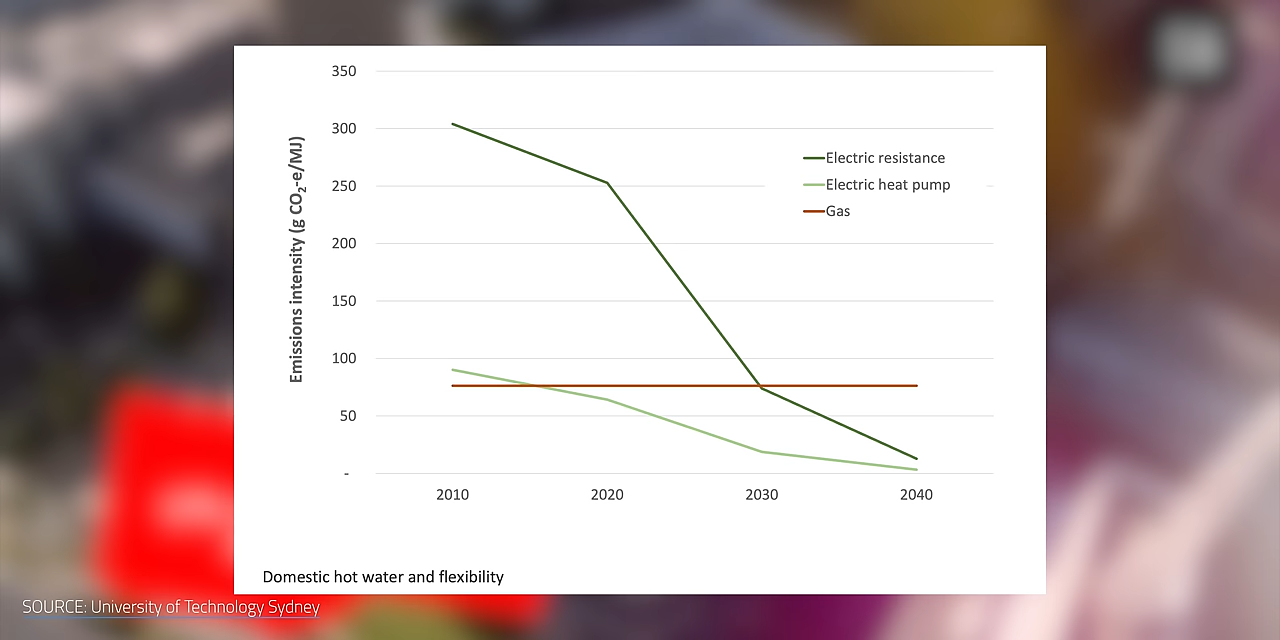 350
300
250
200
150
100
50
-
Emissions intensity (g CO₂-e/MJ)
Electric resistance
Electric heat pump
Gas
2010 2020 2030 2040
Domestic hot water and flexibility
SOURCE: University of Technology Sydney